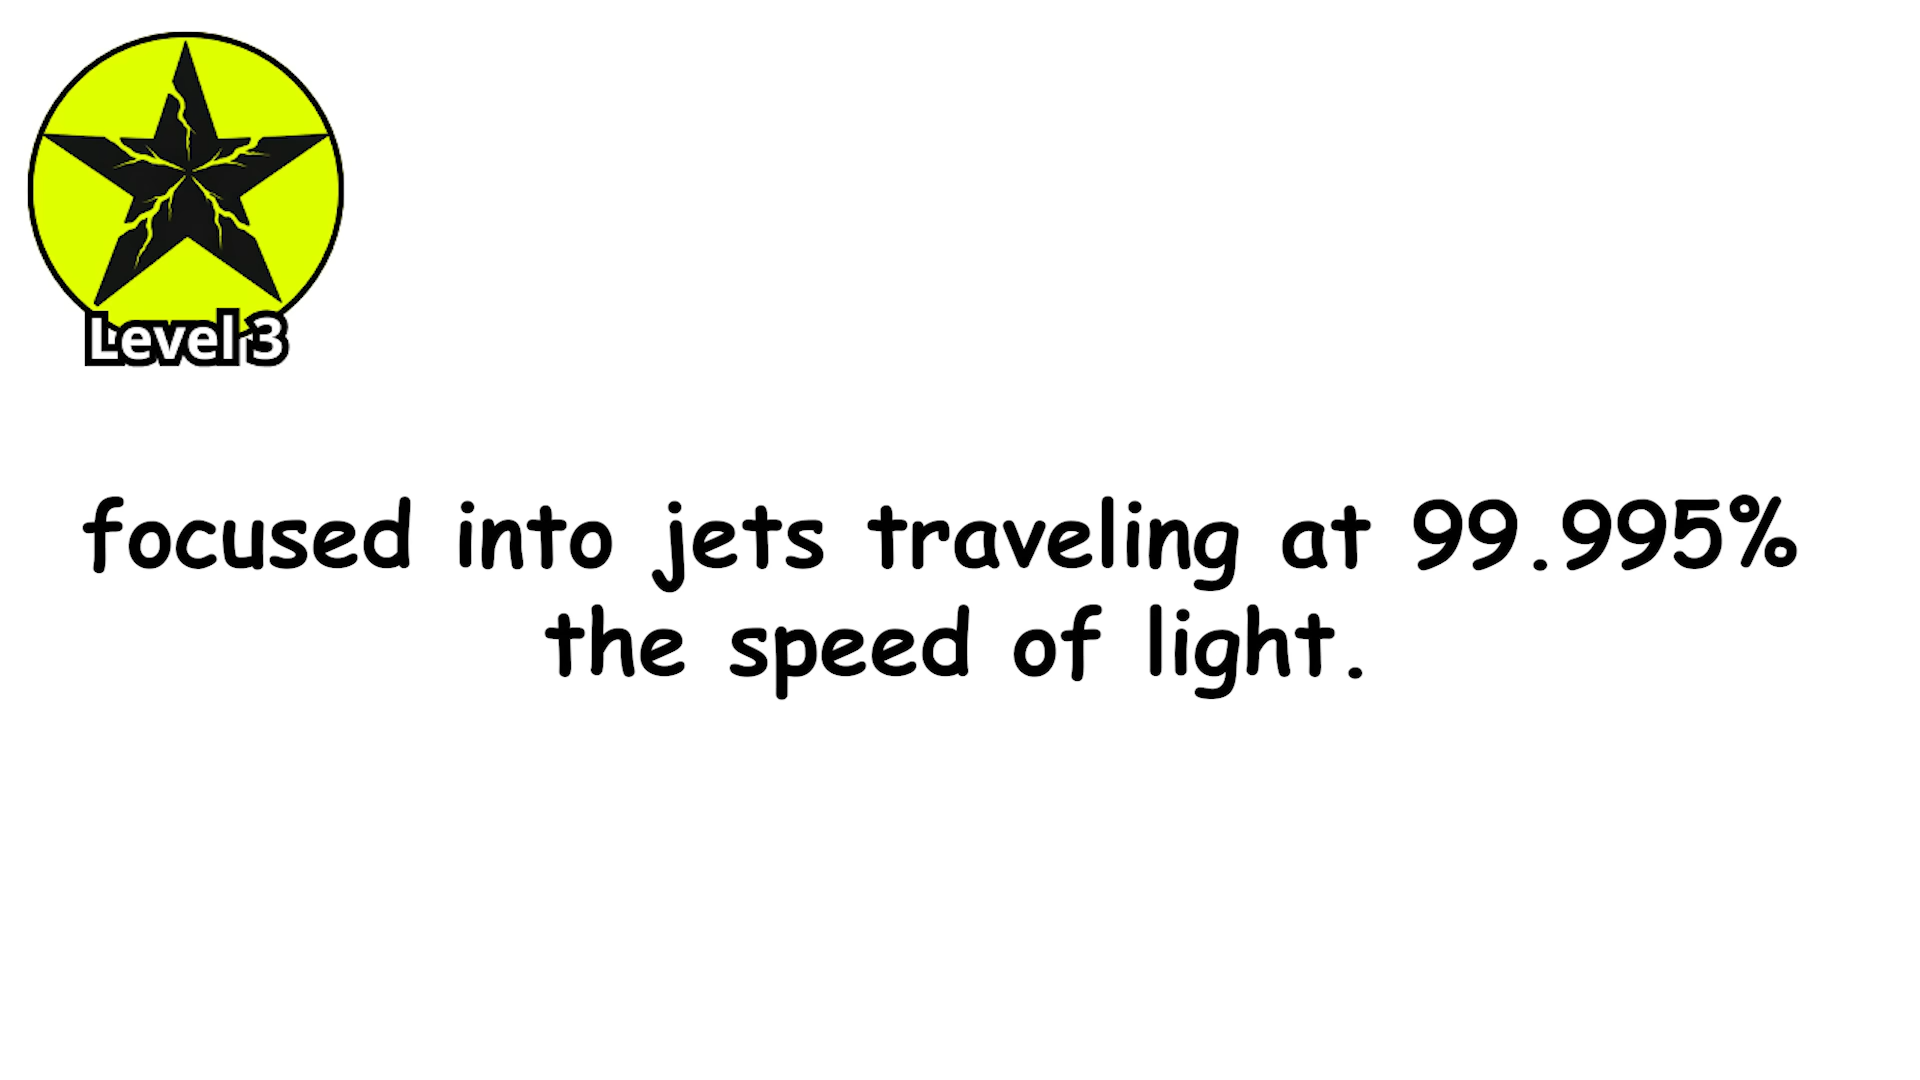 Level 3
focused into jets traveling at 99.995%
the speed of light.